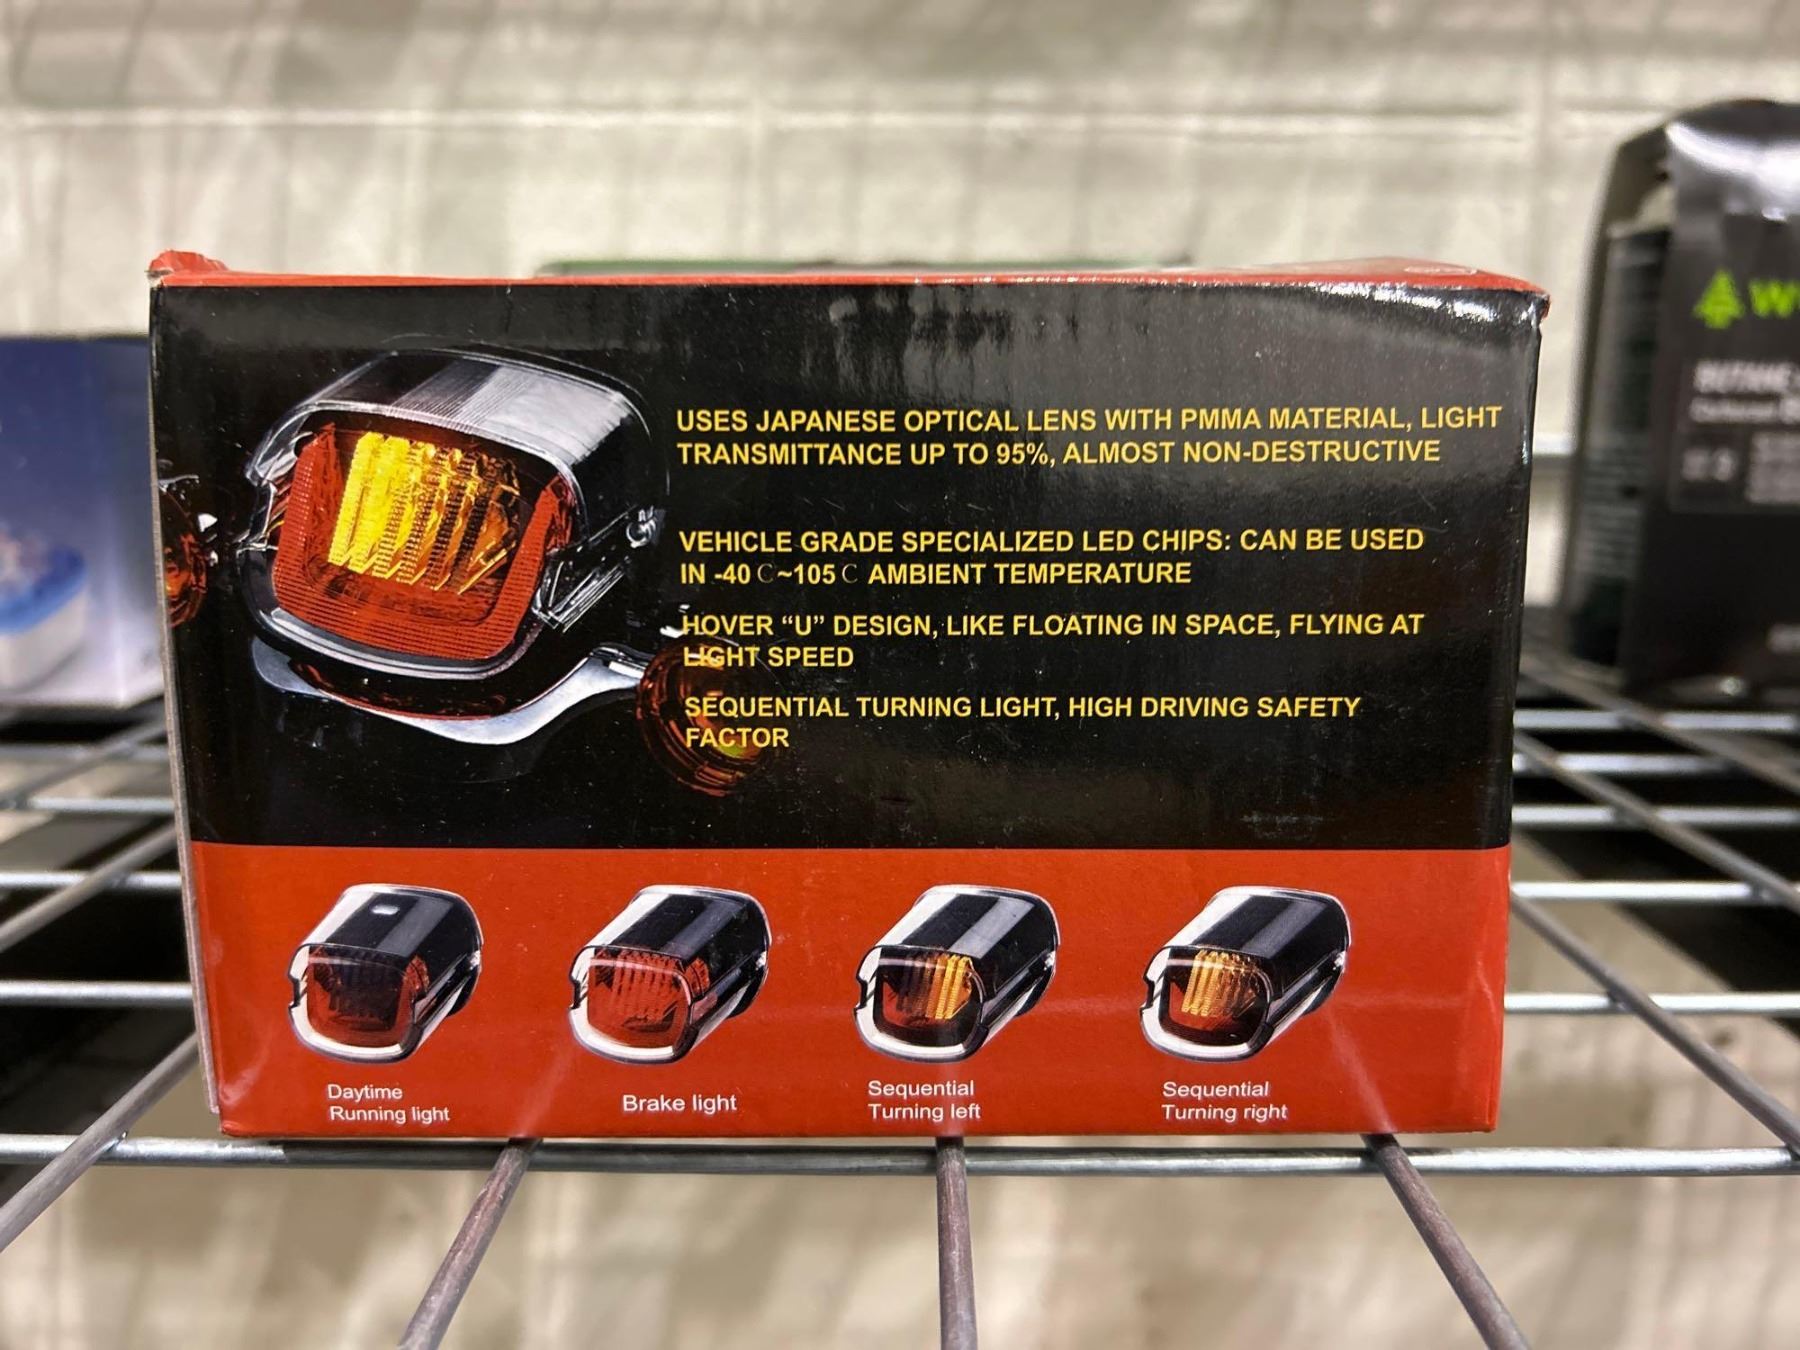 USES JAPANESE OPTICAL LENS WITH PMMA MATERIAL, LIGHT
TRANSMITTANCE UP TO 95%, ALMOST NON-DESTRUCTIVE
VEHICLE GRADE SPECIALIZED LED CHIPS: CAN BE USED
IN -40 C~105 C AMBIENT TEMPERATURE
HOVER “U” DESIGN, LIKE FLOATING IN SPACE, FLYING AT
LIGHT SPEED
SEQUENTIAL TURNING LIGHT, HIGH DRIVING SAFETY
FACTOR
Daytime
Running light
Brake light
Sequential
Turning left
Sequential
Turning right
BUTANE